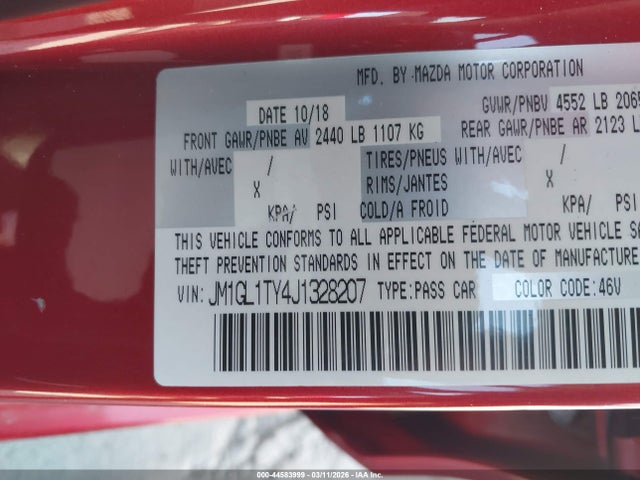 MFD. BY MAZDA MOTOR CORPORATION
DATE 10/18
GVWR/PNBV 4552 LB 2065
FRONT GAWR/PNBE AV 2440 LB 1107 KG
REAR GAWR/PNBE AR 2123 L
WITH/AVEC / TIRES/PNEUS WITH/AVEC /
X RIMS/JANTES X
KPA/ PSI COLD/A FROID KPA/ PSI
THIS VEHICLE CONFORMS TO ALL APPLICABLE FEDERAL MOTOR VEHICLE SA
THEFT PREVENTION STANDARDS IN EFFECT ON THE DATE OF MANUFACTURE
VIN: JM1GL1TY4J1328207 TYPE:PASS CAR COLOR CODE:46V
000-44583999 - 03/11/2026 - IAA Inc.